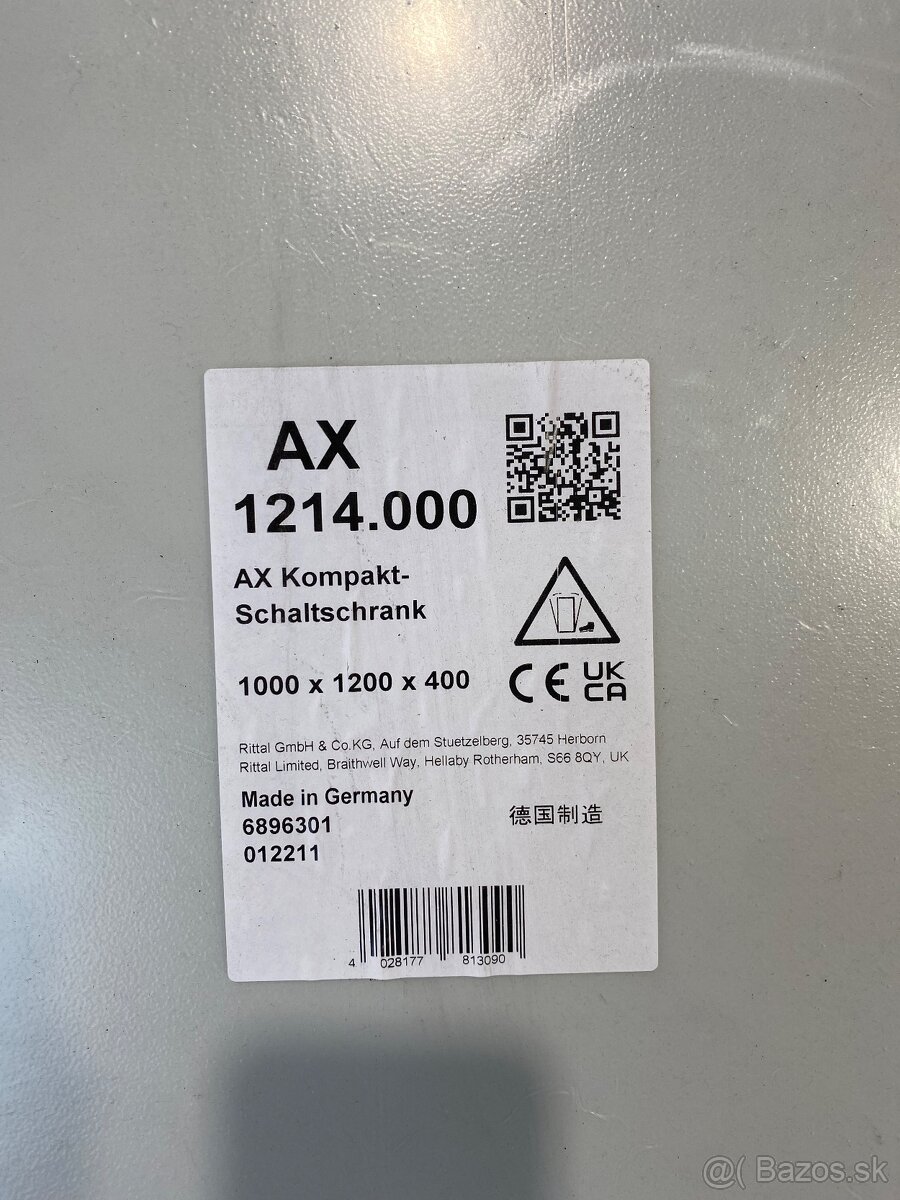 AX
1214.000
AX Kompakt-
Schaltschrank
1000 x 1200 x 400
CE UK
CA
Rittal GmbH & Co.KG, Auf dem Stuetzelberg, 35745 Herborn
Rittal Limited, Braithwell Way, Hellaby Rotherham, S66 8QY, UK
Made in Germany
德国制造
6896301
012211
4 028177 813090
@( Bazos.sk